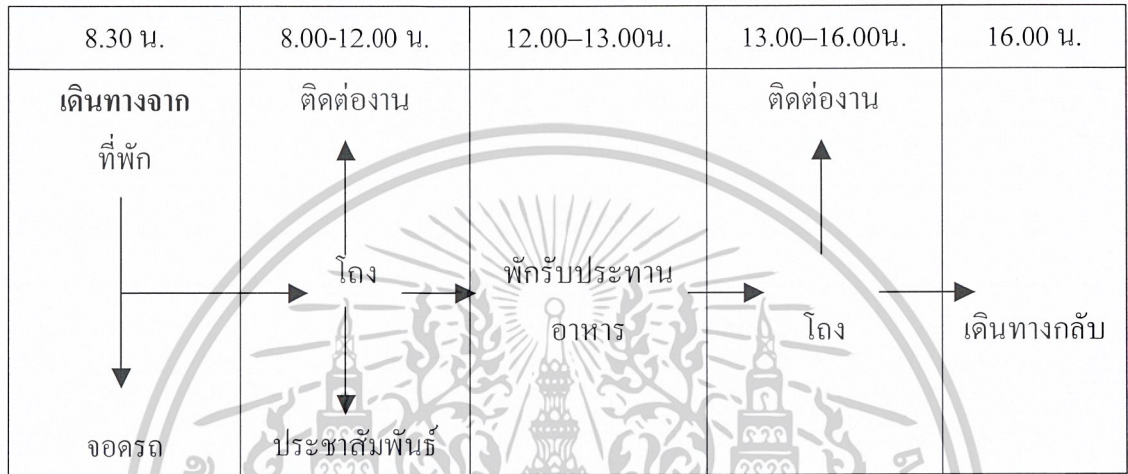 8.30 น.
8.00-12.00 น.
12.00–13.00น.
13.00–16.00น.
16.00 น.
เดินทางจาก
ที่พัก
จอดรถ
ติดต่องาน
โถง
ประชาสัมพันธ์
พักรับประทาน
อาหาร
ติดต่องาน
โถง
เดินทางกลับ